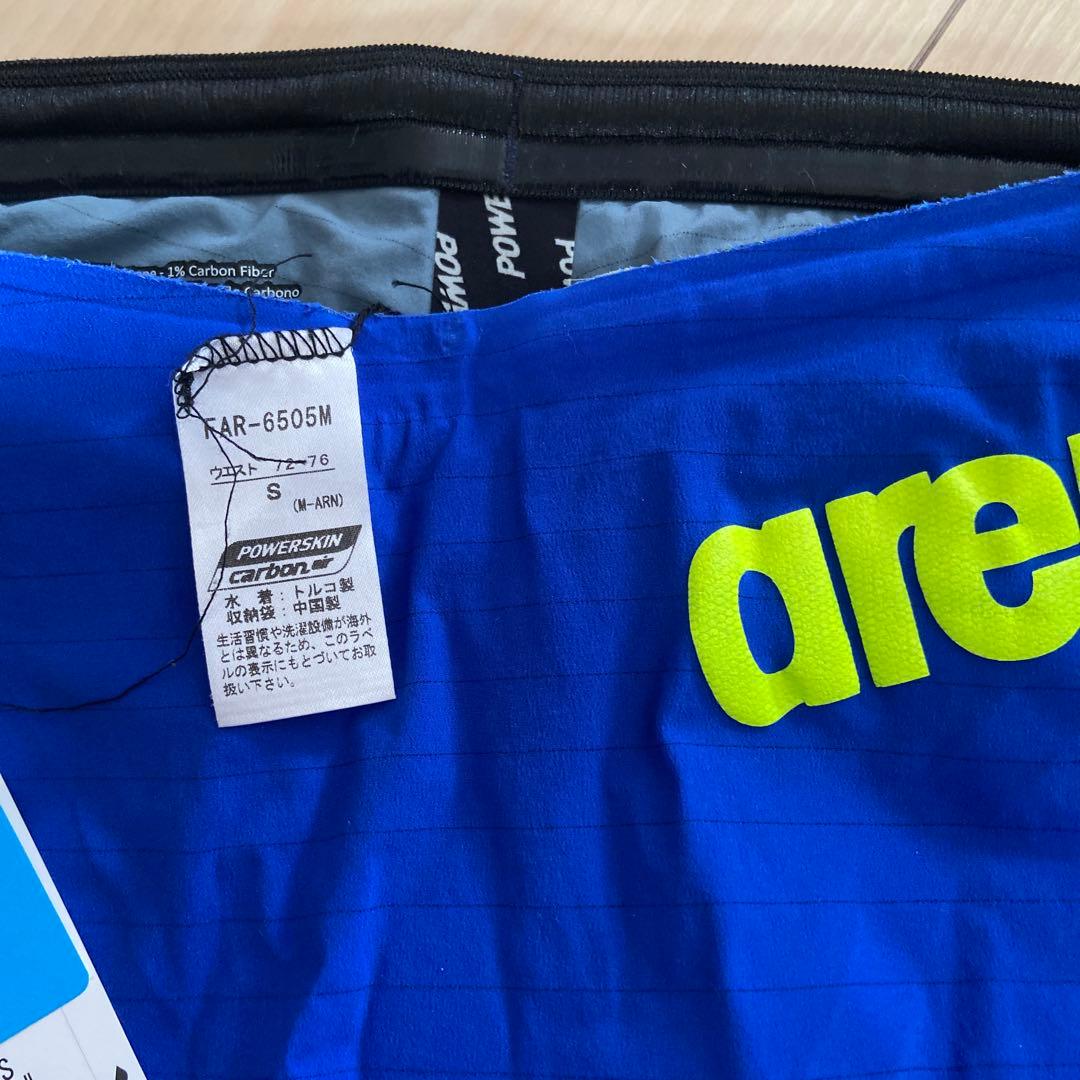 POWE
- 1% Carbon Fiber
Carbono
FAR-6505M
ウエスト 72-76
S
(M-ARN)
POWERSKIN
carbon air
水 着：トルコ製
収納袋：中国製
生活習慣や洗濯設備が海外
とは異なるため、このラベ
ルの表示にもとづいてお取
扱い下さい。
are
S